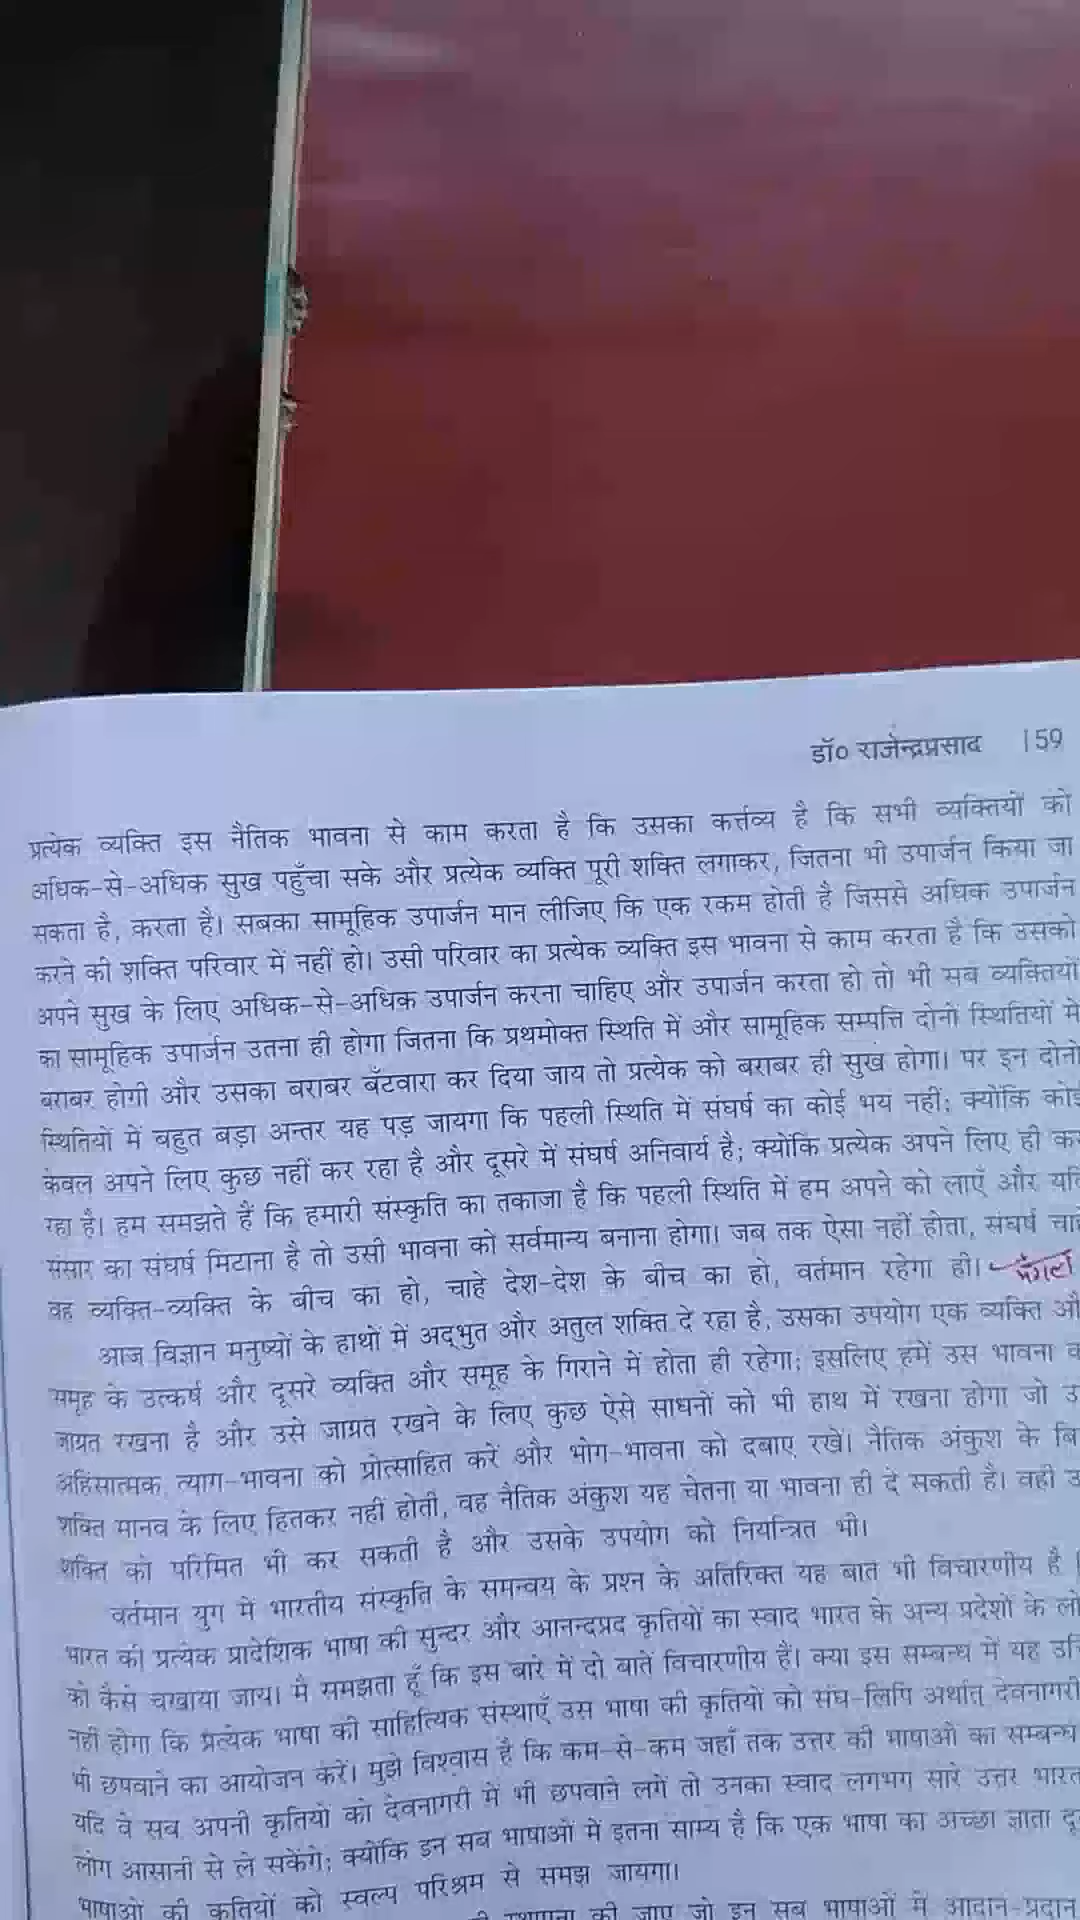 डॉ० राजेन्द्रप्रसाद 159
प्रत्येक व्यक्ति इस नैतिक भावना से काम करता है कि उसका कर्त्तव्य है कि सभी व्यक्तियों को
अधिक-से-अधिक सुख पहुँचा सके और प्रत्येक व्यक्ति पूरी शक्ति लगाकर, जितना भी उपार्जन किया जा
सकता है, करता है। सबका सामूहिक उपार्जन मान लीजिए कि एक रकम होती है जिससे अधिक उपार्जन
करने की शक्ति परिवार में नहीं हो। उसी परिवार का प्रत्येक व्यक्ति इस भावना से काम करता है कि उसको
अपने सुख के लिए अधिक-से-अधिक उपार्जन करना चाहिए और उपार्जन करता हो तो भी सब व्यक्तियों
का सामूहिक उपार्जन उतना ही होगा जितना कि प्रथमोक्त स्थिति में और सामूहिक सम्पत्ति दोनों स्थितियों में
बराबर होगी और उसका बराबर बँटवारा कर दिया जाय तो प्रत्येक को बराबर ही सुख होगा। पर इन दोनों
स्थितियों में बहुत बड़ा अन्तर यह पड़ जायगा कि पहली स्थिति में संघर्ष का कोई भय नहीं; क्योंकि कोई
केवल अपने लिए कुछ नहीं कर रहा है और दूसरे में संघर्ष अनिवार्य है; क्योंकि प्रत्येक अपने लिए ही कर
रहा है। हम समझते हैं कि हमारी संस्कृति का तकाजा है कि पहली स्थिति में हम अपने को लाएँ और यदि
संसार का संघर्ष मिटाना है तो उसी भावना को सर्वमान्य बनाना होगा। जब तक ऐसा नहीं होता, संघर्ष चाहे
वह व्यक्ति-व्यक्ति के बीच का हो, चाहे देश-देश के बीच का हो, वर्तमान रहेगा ही।
आज विज्ञान मनुष्यों के हाथों में अद्भुत और अतुल शक्ति दे रहा है, उसका उपयोग एक व्यक्ति औ
समूह के उत्कर्ष और दूसरे व्यक्ति और समूह के गिराने में होता ही रहेगा; इसलिए हमें उस भावना
जाग्रत रखना है और उसे जाग्रत रखने के लिए कुछ ऐसे साधनों को भी हाथ में रखना होगा जो उ
अहिंसात्मक त्याग-भावना को प्रोत्साहित करें और भोग-भावना को दबाए रखें। नैतिक अंकुश के बि
शक्ति मानव के लिए हितकर नहीं होती, वह नैतिक अंकुश यह चेतना या भावना ही दे सकती है। वही उ
शक्ति को परिमित भी कर सकती है और उसके उपयोग को नियन्त्रित भी।
वर्तमान युग में भारतीय संस्कृति के समन्वय के प्रश्न के अतिरिक्त यह बात भी विचारणीय है
भारत की प्रत्येक प्रादेशिक भाषा की सुन्दर और आनन्दप्रद कृतियों का स्वाद भारत के अन्य प्रदेशों के लो
को कैसे चखाया जाय। मैं समझता हूँ कि इस बारे में दो बातें विचारणीय हैं। क्या इस सम्बन्ध में यह उचि
नहीं होगा कि प्रत्येक भाषा की साहित्यिक संस्थाएँ उस भाषा की कृतियों को संघ-लिपि अर्थात् देवनागरी
भी छपवाने का आयोजन करें। मुझे विश्वास है कि कम-से-कम जहाँ तक उत्तर की भाषाओं का सम्बन्ध
यदि वे सब अपनी कृतियों को देवनागरी में भी छपवाने लगें तो उनका स्वाद लगभग सारे उत्तर भारत
लोग आसानी से ले सकेंगे; क्योंकि इन सब भाषाओं में इतना साम्य है कि एक भाषा का अच्छा ज्ञाता दू
भाषाओं की कृतियों को स्वल्प परिश्रम से समझ जायगा।
की जाए जो इन सब भाषाओं में आदान-प्रदान